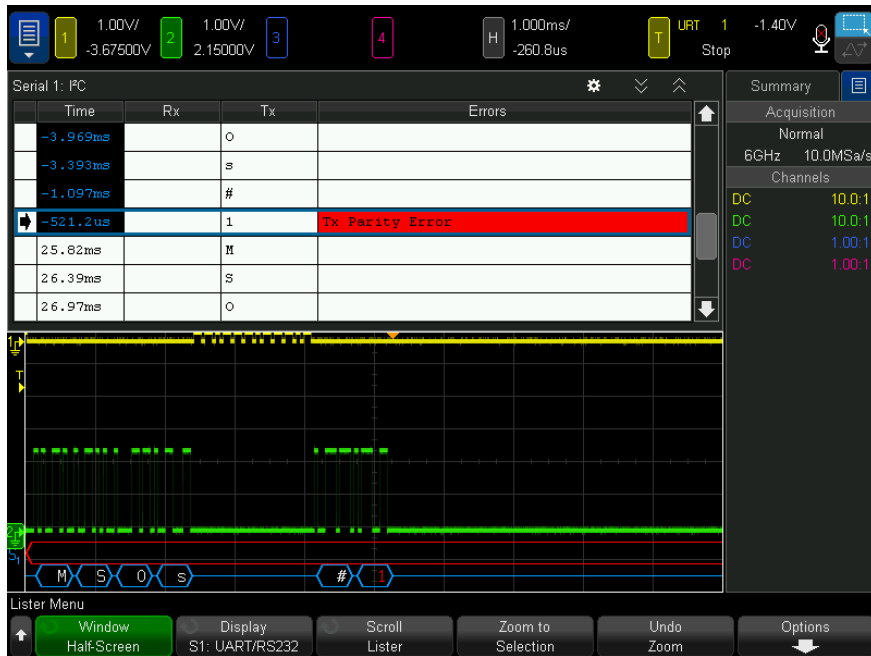 1 1.00V/ 2 1.00V/ 3 4 H 1.000ms/ T URT 1 -1.40V
-3.67500V 2.15000V -260.8us Stop
Serial 1: I²C
Time Rx Tx Errors
-3.969ms O
-3.393ms s
-1.097ms #
-521.2us 1 Tx Parity Error
25.82ms M
26.39ms S
26.97ms O
Summary
Acquisition
Normal
6GHz 10.0MSa/s
Channels
DC 10.0:1
DC 10.0:1
DC 1.00:1
DC 1.00:1
1
T
2
S1
M S O s # 1
Lister Menu
Window Display Scroll Zoom to Undo Options
Half-Screen S1: UART/RS232 Lister Selection Zoom